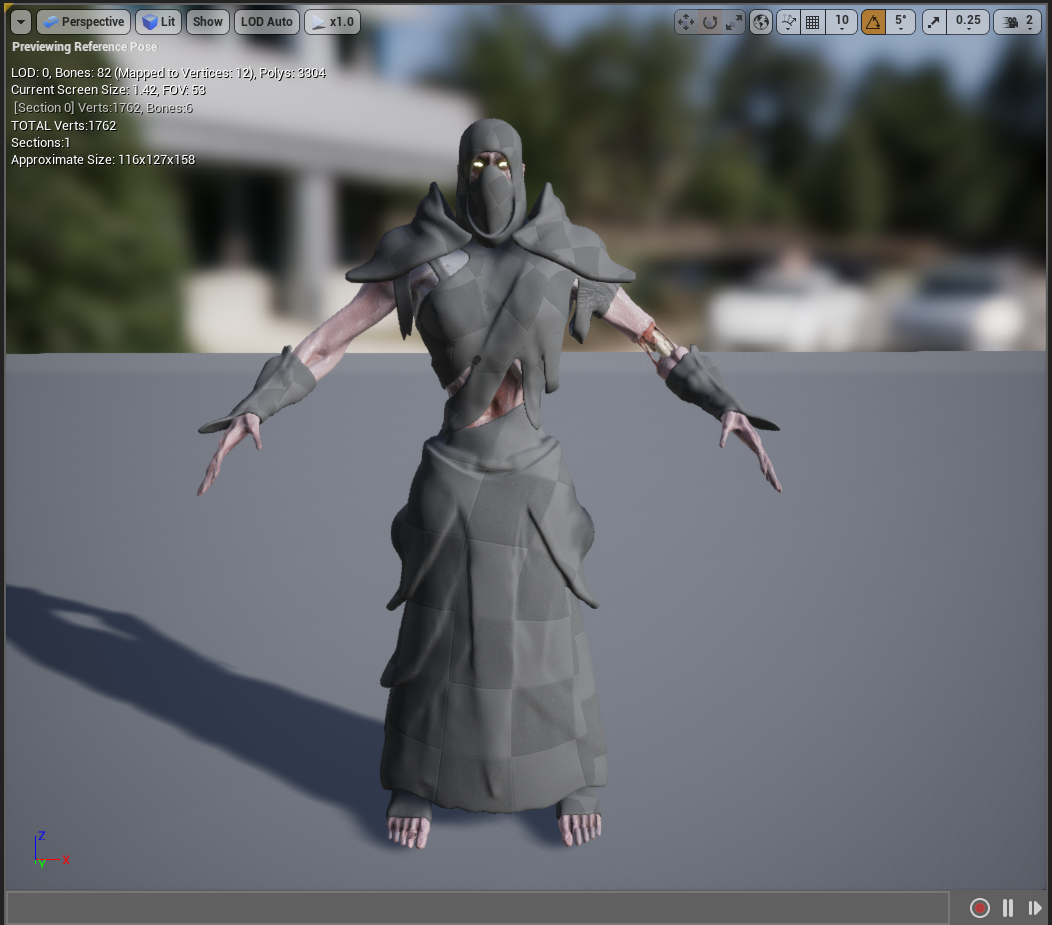 Perspective Lit Show LOD Auto x1.0 10 5° 0.25 2
Previewing Reference Pose
LOD: 0, Bones: 82 (Mapped to Vertices: 12), Polys: 3304
Current Screen Size: 1.42, FOV: 53
[Section 0] Verts:1762, Bones:6
TOTAL Verts:1762
Sections:1
Approximate Size: 116x127x158
Z
Y X